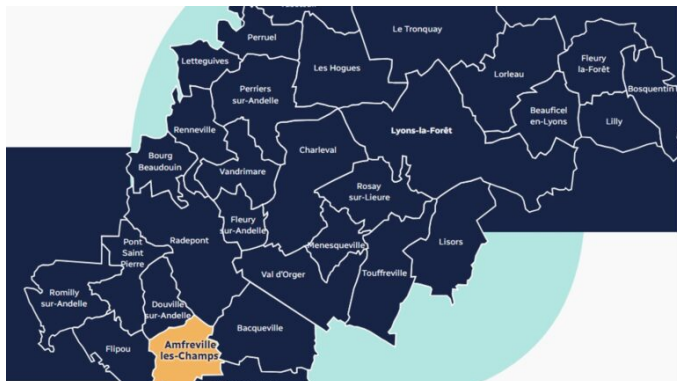 Perruel
Le Tronquay
Letteguives
Les Hogues
Fleury
la-Forêt
Lorleau
Bosquentin
Perriers
sur-Andelle
Beauficel
en-Lyons
Lilly
Renneville
Lyons-la-Forêt
Charleval
Bourg
Beaudouin
Vandrimare
Rosay
sur-Lieure
Fleury
sur-Andelle
Radepont
Menesqueville
Lisors
Pont
Saint
Pierre
Val d'Orger
Touffreville
Romilly
sur-Andelle
Douville
sur-Andelle
Bacqueville
Amfreville
les-Champs
Flipou